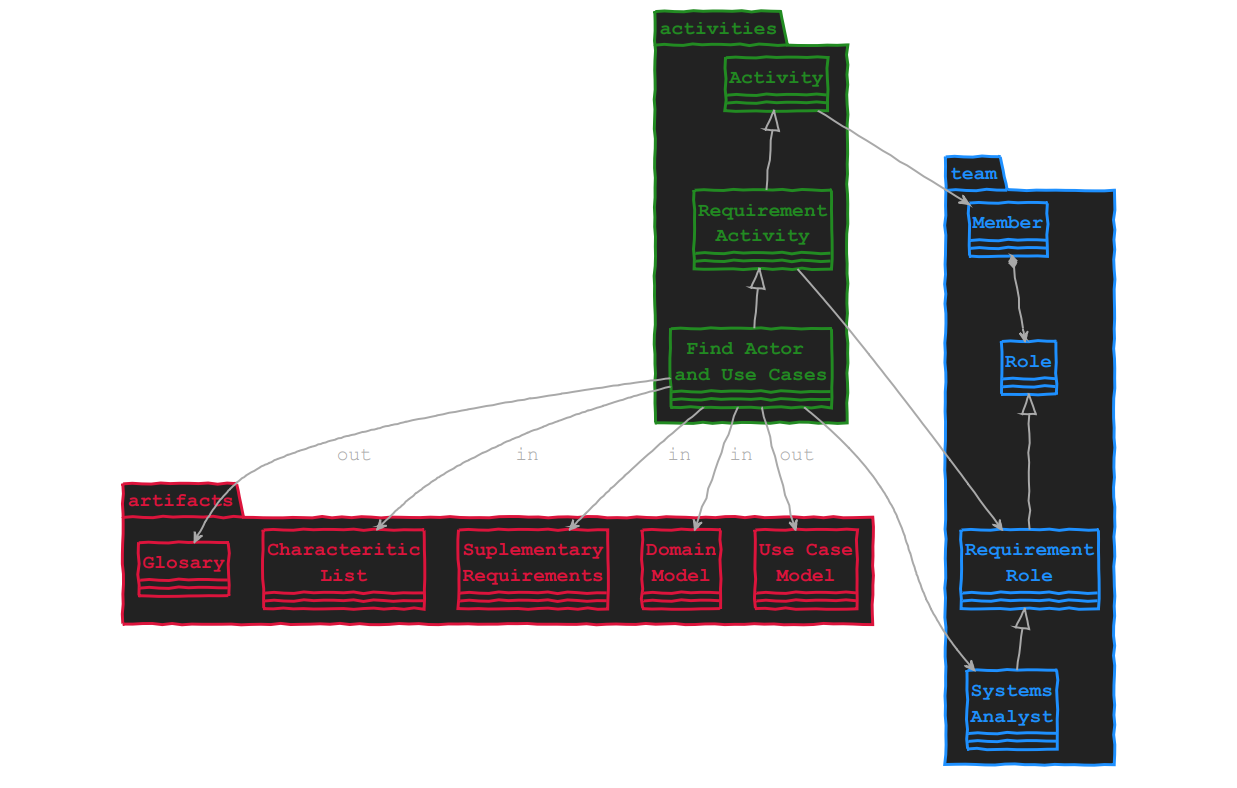 activities
Activity
Requirement
Activity
Find Actor
and Use Cases
team
Member
Role
Requirement
Role
Systems
Analyst
out
in
in
in
out
artifacts
Glosary
Characteritic
List
Suplementary
Requirements
Domain
Model
Use Case
Model